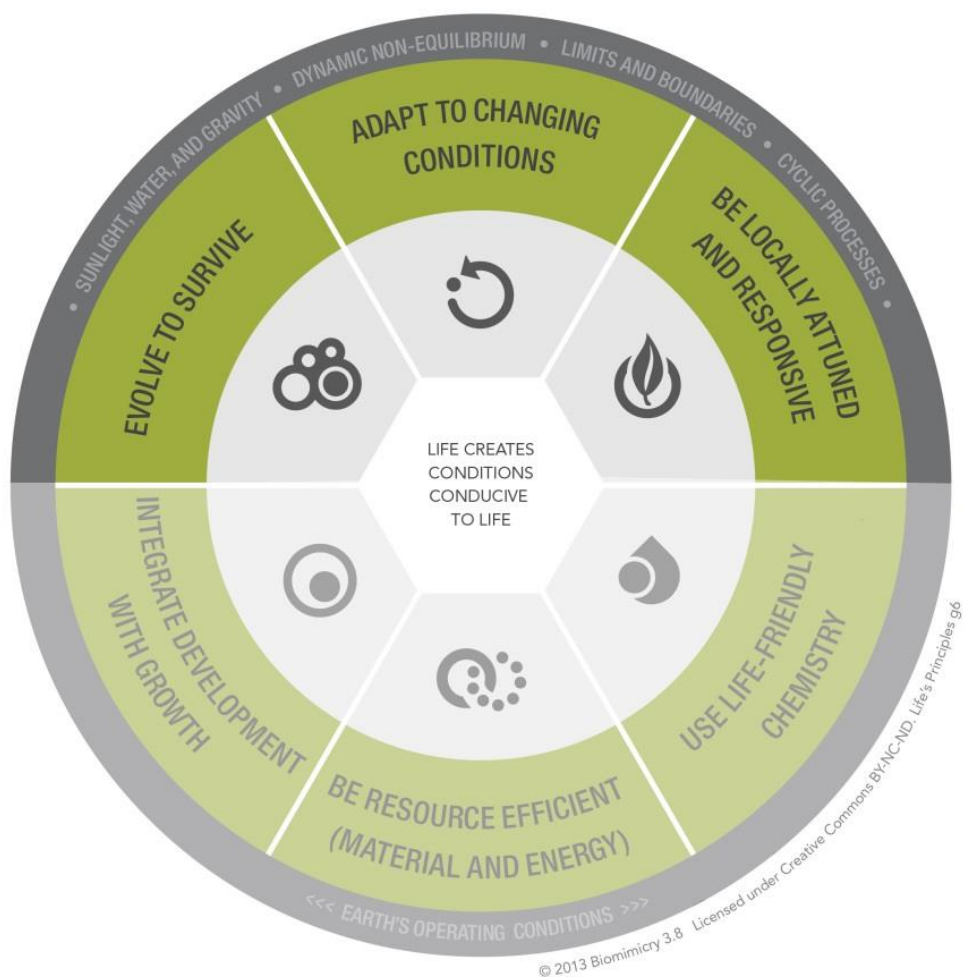 • SUNLIGHT, WATER, AND GRAVITY • DYNAMIC NON-EQUILIBRIUM • LIMITS AND BOUNDARIES • CYCLIC PROCESSES •
ADAPT TO CHANGING
CONDITIONS
BE LOCALLY ATTUNED
AND RESPONSIVE
USE LIFE-FRIENDLY
CHEMISTRY
BE RESOURCE EFFICIENT
(MATERIAL AND ENERGY)
INTEGRATE DEVELOPMENT
WITH GROWTH
EVOLVE TO SURVIVE
LIFE CREATES
CONDITIONS
CONDUCIVE
TO LIFE
<<< EARTH'S OPERATING CONDITIONS >>>
© 2013 Biomimicry 3.8 Licensed under Creative Commons BY-NC-ND. Life's Principles g6